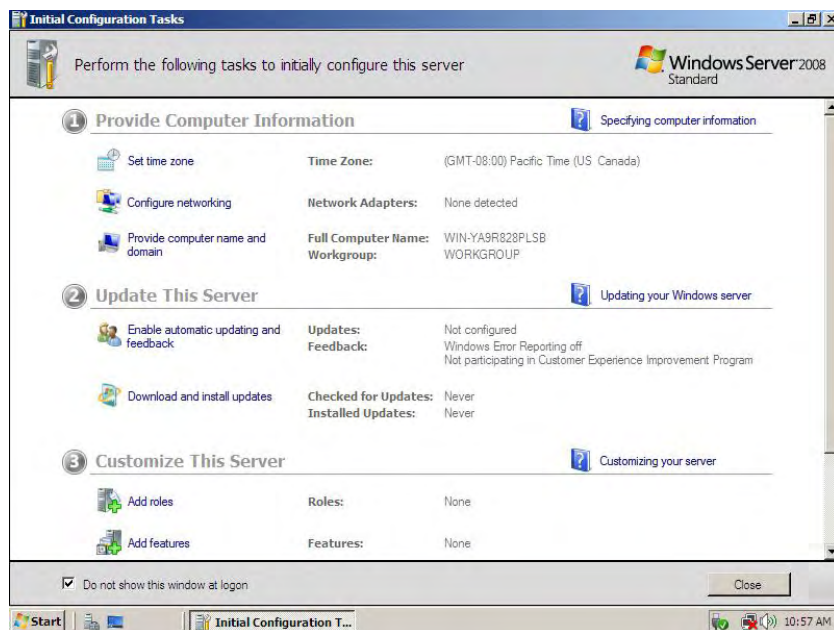 Initial Configuration Tasks
Perform the following tasks to initially configure this server
Windows Server 2008
Standard
1 Provide Computer Information
Specifying computer information
Set time zone
Time Zone:
(GMT-08:00) Pacific Time (US Canada)
Configure networking
Network Adapters:
None detected
Provide computer name and
domain
Full Computer Name:
WIN-YA9R828PLSB
Workgroup:
WORKGROUP
2 Update This Server
Updating your Windows server
Enable automatic updating and
feedback
Updates:
Not configured
Feedback:
Windows Error Reporting off
Not participating in Customer Experience Improvement Program
Download and install updates
Checked for Updates:
Never
Installed Updates:
Never
3 Customize This Server
Customizing your server
Add roles
Roles:
None
Add features
Features:
None
Do not show this window at logon
Close
Start
Initial Configuration T...
10:57 AM